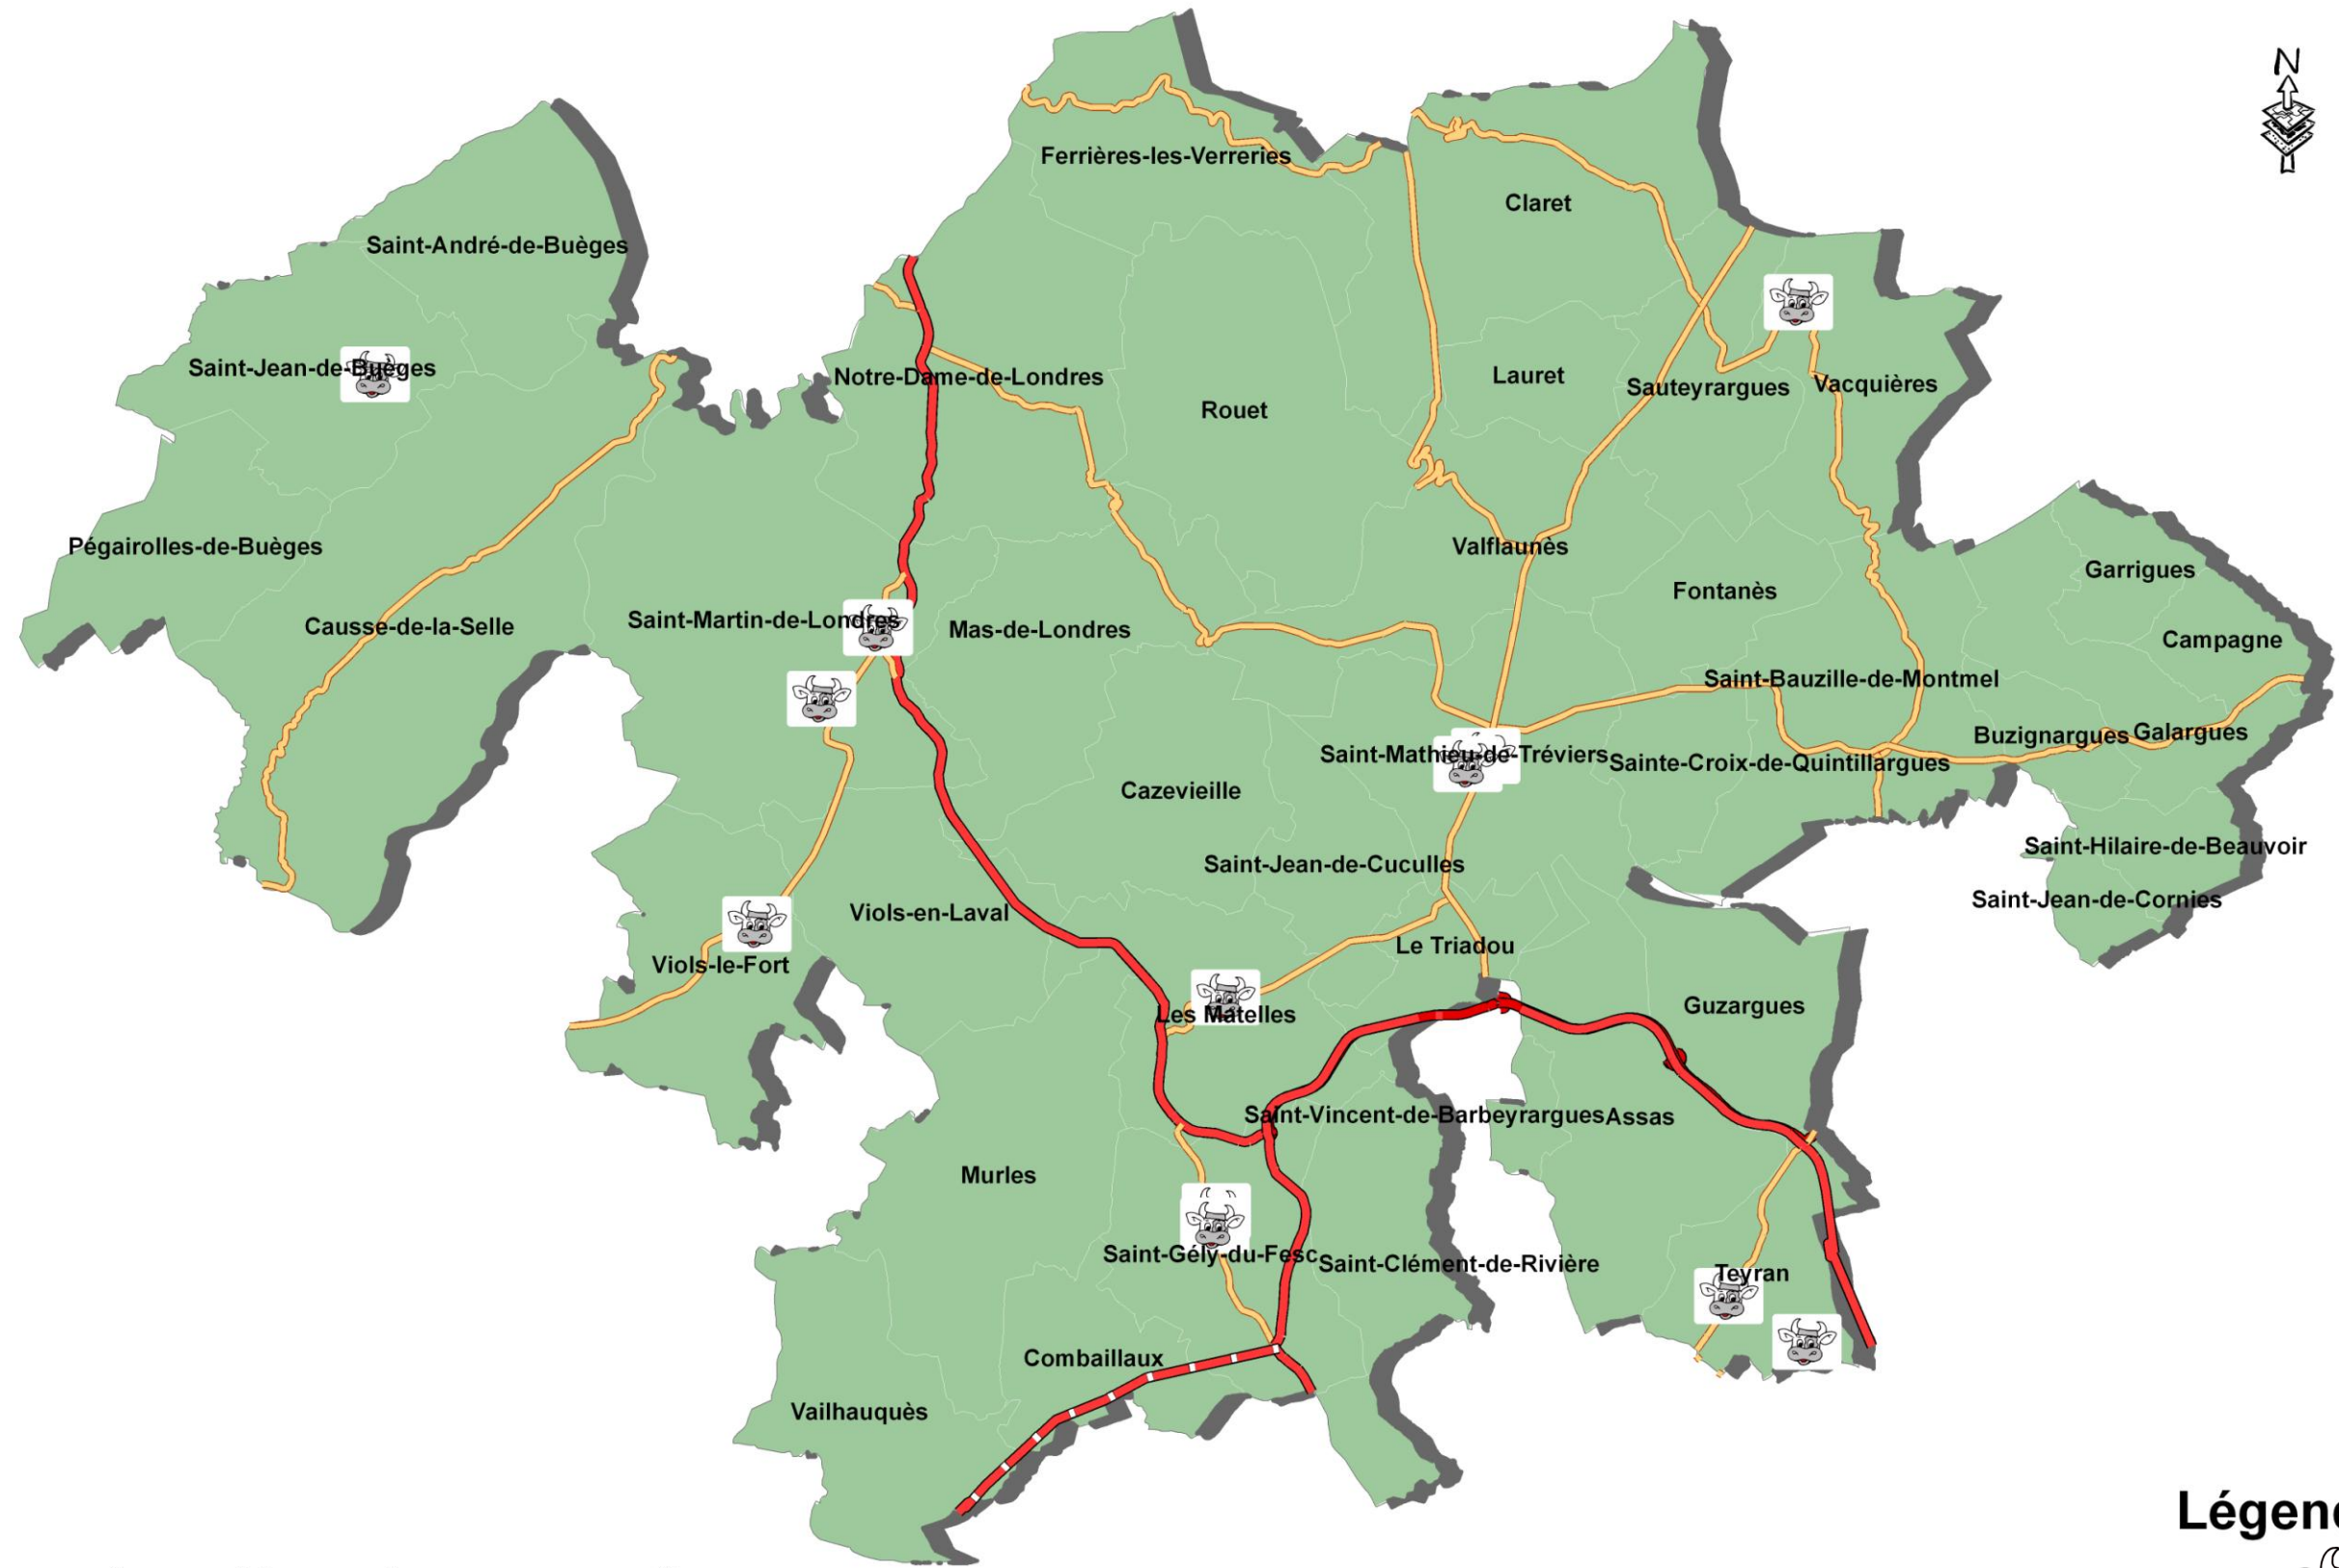 N
Ferrières-les-Verreries
Claret
Saint-André-de-Buèges
Saint-Jean-de-Buèges
Notre-Dame-de-Londres
Lauret
Sauteyrargues
Vacquières
Rouet
Pégairolles-de-Buèges
Valflaunès
Garrigues
Fontanès
Causse-de-la-Selle
Saint-Martin-de-Londres
Mas-de-Londres
Campagne
Saint-Bauzille-de-Montmel
Buzignargues
Galargues
Saint-Mathieu-de-Tréviers
Sainte-Croix-de-Quintillargues
Cazevieille
Saint-Hilaire-de-Beauvoir
Saint-Jean-de-Cuculles
Saint-Jean-de-Cornies
Viols-en-Laval
Le Triadou
Viols-le-Fort
Guzargues
Les Matelles
Saint-Vincent-de-Barbeyrargues
Assas
Murles
Saint-Gély-du-Fesc
Saint-Clément-de-Rivière
Teyran
Combaillaux
Vailhauquès